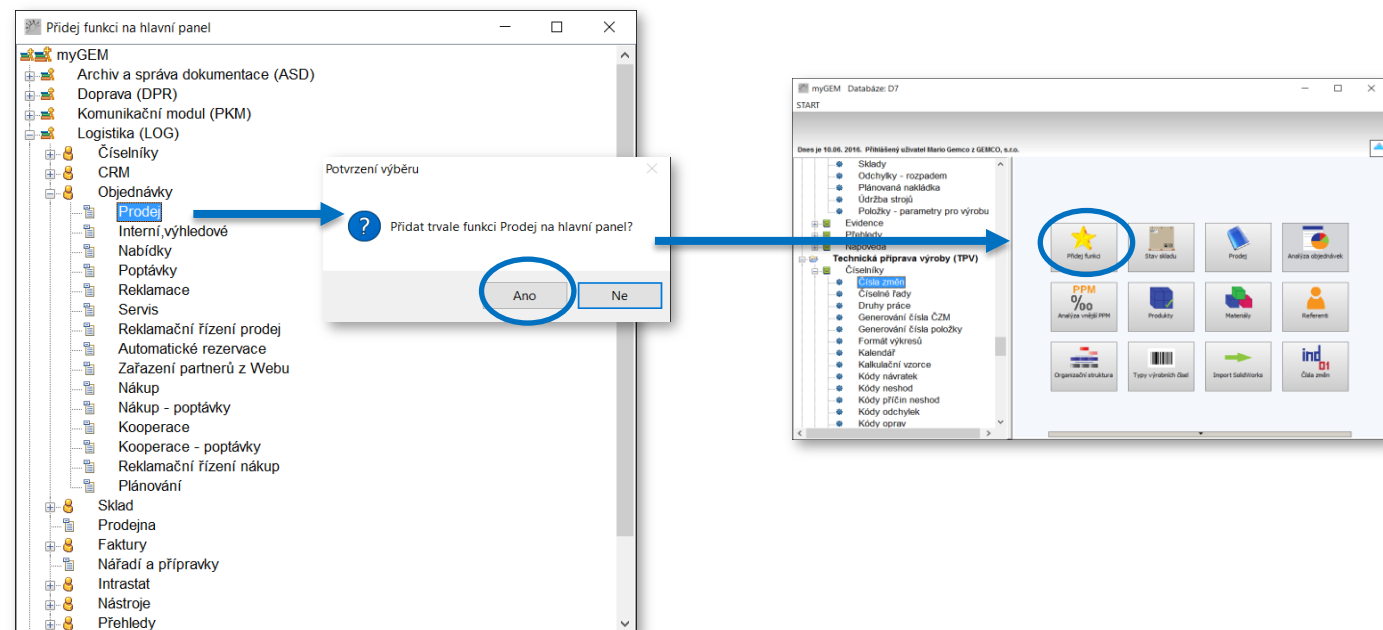 Přidej funkci na hlavní panel
myGEM
Archiv a správa dokumentace (ASD)
Doprava (DPR)
Komunikační modul (PKM)
Logistika (LOG)
Číselníky
CRM
Objednávky
Prodej
Interní,výhledové
Nabídky
Poptávky
Reklamace
Servis
Reklamační řízení prodej
Automatické rezervace
Zařazení partnerů z Webu
Nákup
Nákup - poptávky
Kooperace
Kooperace - poptávky
Reklamační řízení nákup
Plánování
Sklad
Prodejna
Faktury
Nářadí a přípravky
Intrastat
Nástroje
Přehledy
Potvrzení výběru
?
Přidat trvale funkci Prodej na hlavní panel?
Ano
Ne
myGEM Databáze: D7
START
Dnes je 10.06. 2016. Přihlášený uživatel Mario Gemco z GEMCO, s.r.o.
Sklady
Odchylky - rozpadem
Plánovaná nakládka
Údržba strojů
Položky - parametry pro výrobu
Evidence
Přehledy
Nápověda
Technická příprava výroby (TPV)
Číselníky
Čísla změn
Číselné řady
Druhy práce
Generování čísla ČZM
Generování čísla položky
Formát výkresů
Kalendář
Kalkulační vzorce
Kódy návratek
Kódy neshod
Kódy příčin neshod
Kódy odchylek
Kódy oprav
Přidej funkci
Stav skladu
Prodej
Analýza objednávek
PPM
%00
Analýza vnější PPM
Produkty
Materiály
Referenti
Organizační struktura
Typy výrobních čísel
Import SolidWorks
ind
01
Čísla změn